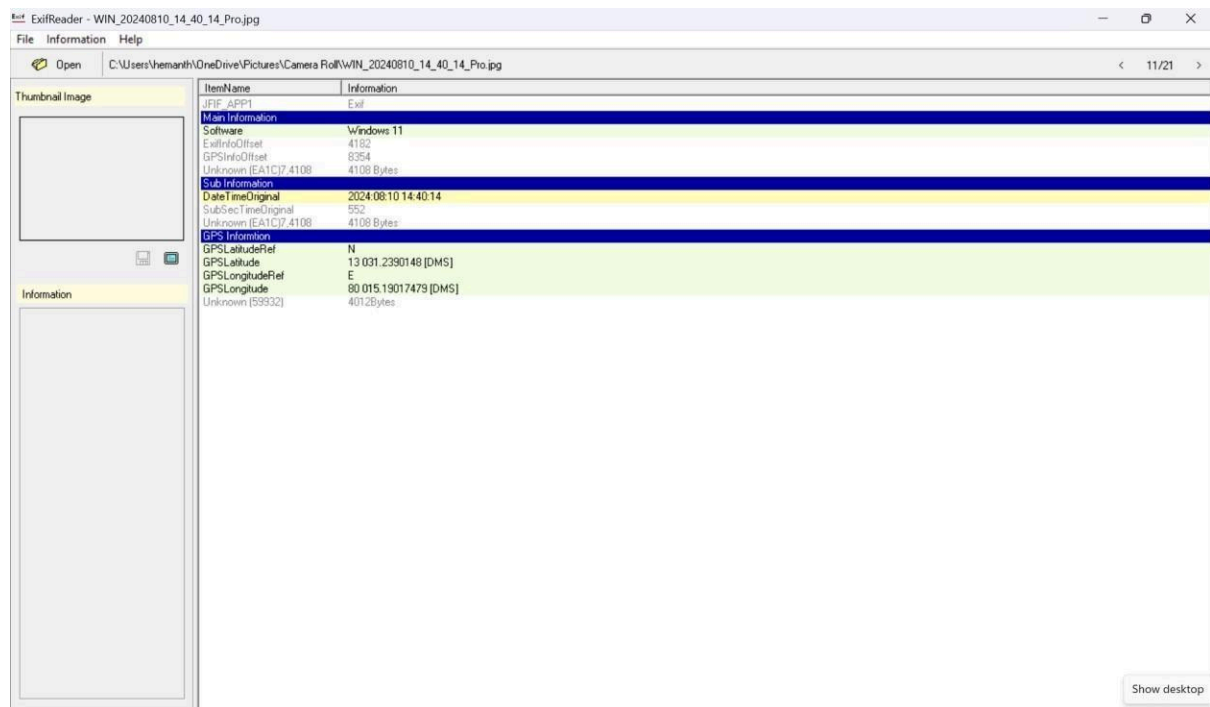 Exif ExifReader - WIN_20240810_14_40_14_Pro.jpg
File Information Help
Open C:\Users\hemanth\OneDrive\Pictures\Camera Roll\WIN_20240810_14_40_14_Pro.jpg < 11/21 >
Thumbnail Image
ItemName Information
JFIF_APP1 Exif
Main Information
Software Windows 11
ExifInfoOffset 4182
GPSInfoOffset 8354
Unknown (EA1C)7,4108 4108 Bytes
Sub Information
DateTimeOriginal 2024:08:10 14:40:14
SubSecTimeOriginal 552
Unknown (EA1C)7,4108 4108 Bytes
GPS Informtion
GPSLatitudeRef N
GPSLatitude 13 031.2390148 [DMS]
GPSLongitudeRef E
GPSLongitude 80 015.19017479 [DMS]
Unknown (59932) 4012Bytes
Information
Show desktop